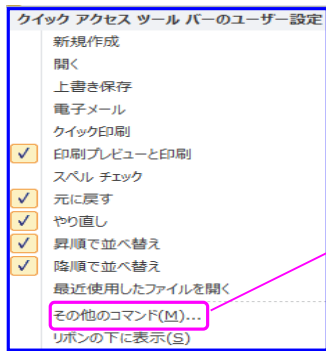 クイック アクセス ツール バーのユーザー設定
新規作成
開く
上書き保存
電子メール
クイック印刷
印刷プレビューと印刷
スペル チェック
元に戻す
やり直し
昇順で並べ替え
降順で並べ替え
最近使用したファイルを開く
その他のコマンド(M)...
リボンの下に表示(S)